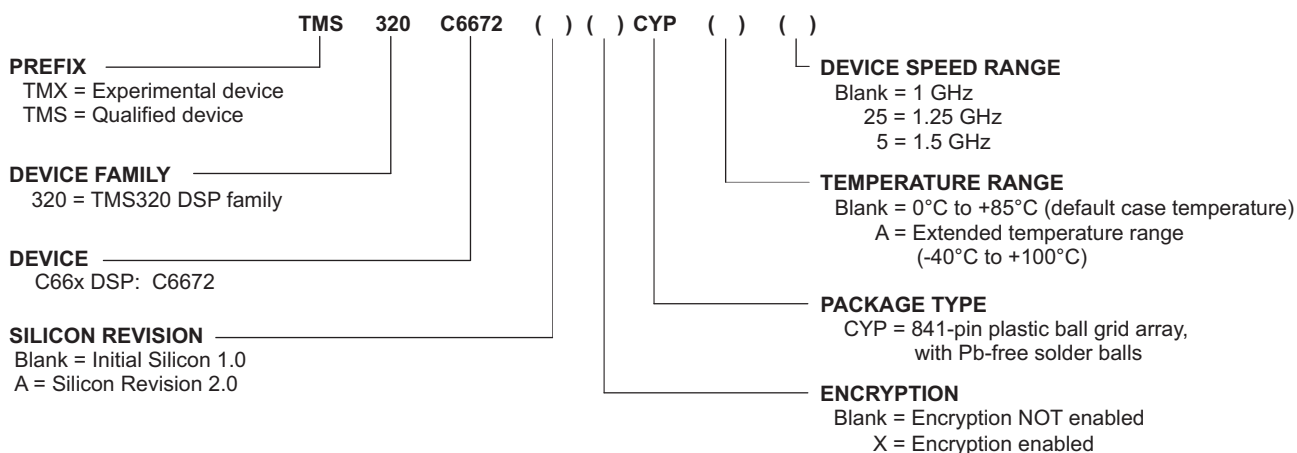 TMS 320 C6672 ( ) ( ) CYP ( ) ( )
PREFIX
TMX = Experimental device
TMS = Qualified device
DEVICE FAMILY
320 = TMS320 DSP family
DEVICE
C66x DSP: C6672
SILICON REVISION
Blank = Initial Silicon 1.0
A = Silicon Revision 2.0
DEVICE SPEED RANGE
Blank = 1 GHz
25 = 1.25 GHz
5 = 1.5 GHz
TEMPERATURE RANGE
Blank = 0°C to +85°C (default case temperature)
A = Extended temperature range
(-40°C to +100°C)
PACKAGE TYPE
CYP = 841-pin plastic ball grid array,
with Pb-free solder balls
ENCRYPTION
Blank = Encryption NOT enabled
X = Encryption enabled